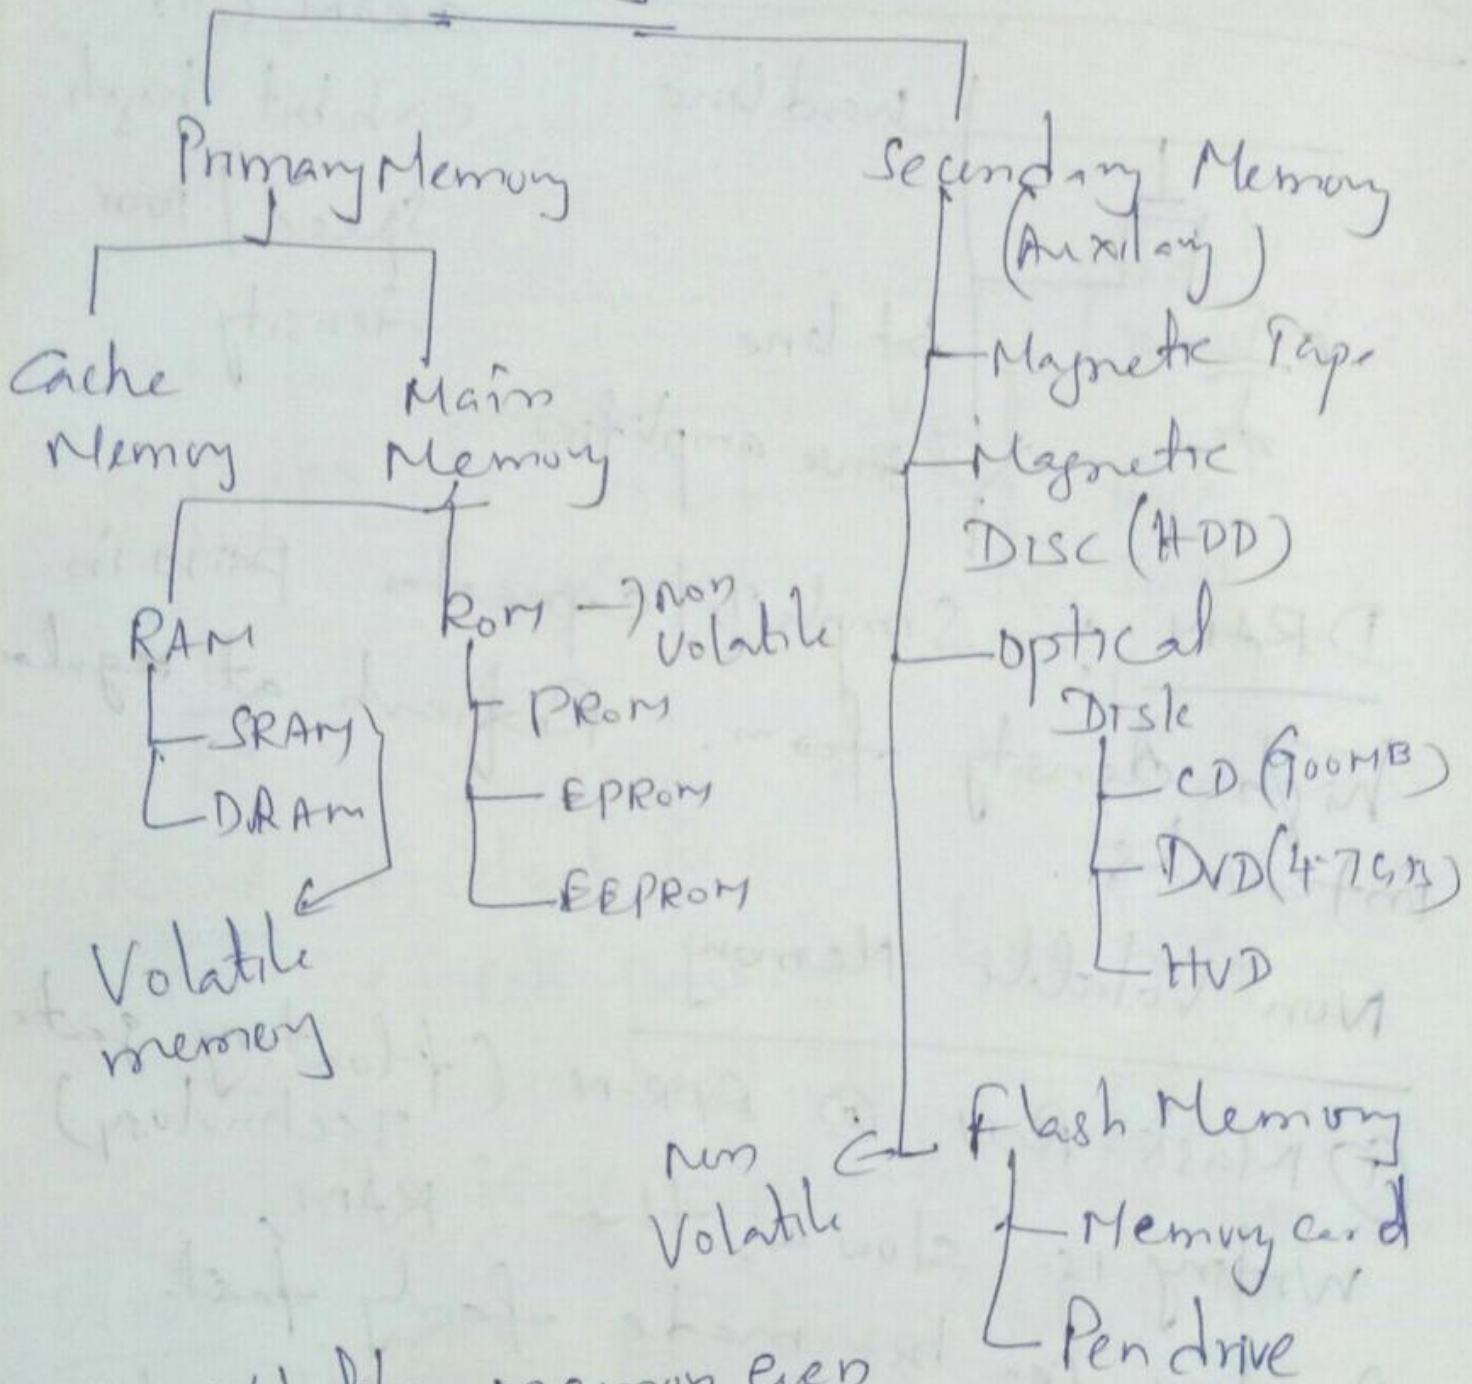 Primary Memory
Secondary Memory
(Auxilary)
Cache
Memory
Main
Memory
Magnetic Tape
Magnetic
Disc (HDD)
RAM
SRAM
DRAM
Volatile
memory
ROM → Non
Volatile
PROM
EPROM
EEPROM
Optical
Disk
CD (900MB)
DVD (4.7GB)
HVD
Non
Volatile
Flash Memory
Memory card
Pen drive